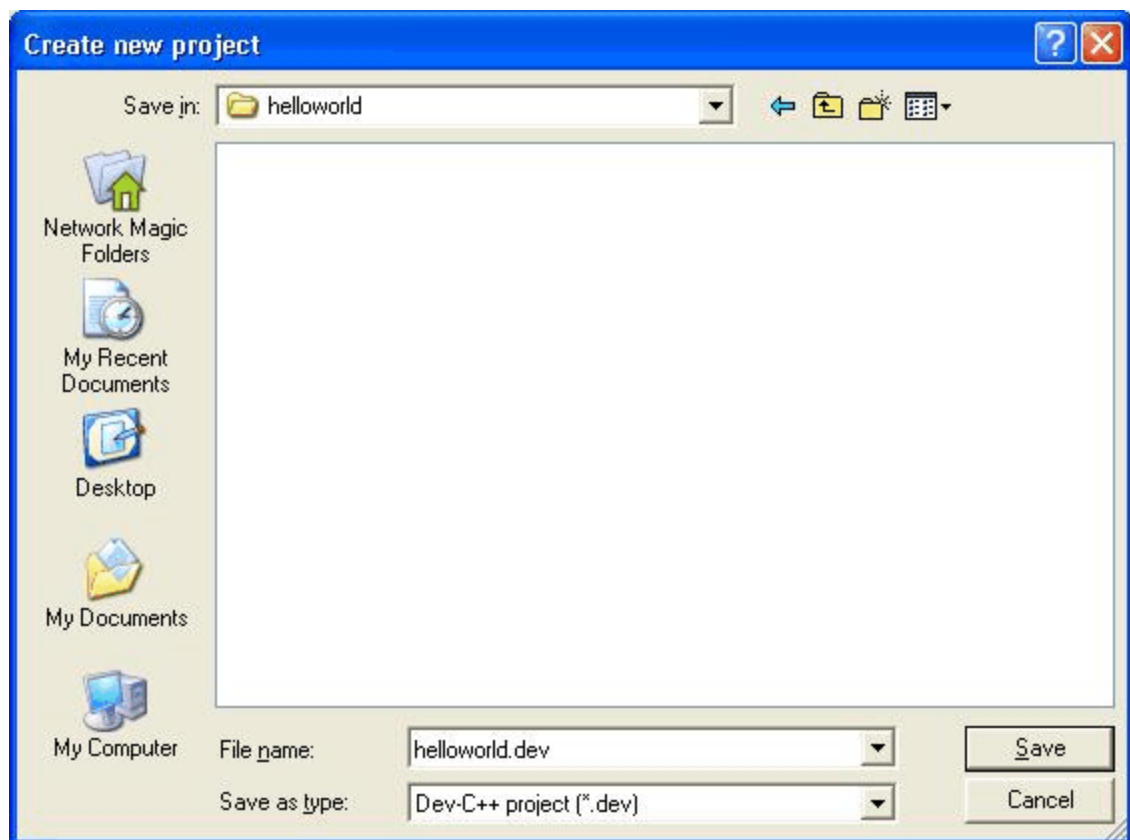 Create new project
Save in:
helloworld
Network Magic
Folders
My Recent
Documents
Desktop
My Documents
My Computer
File name:
helloworld.dev
Save
Save as type:
Dev-C++ project (*.dev)
Cancel